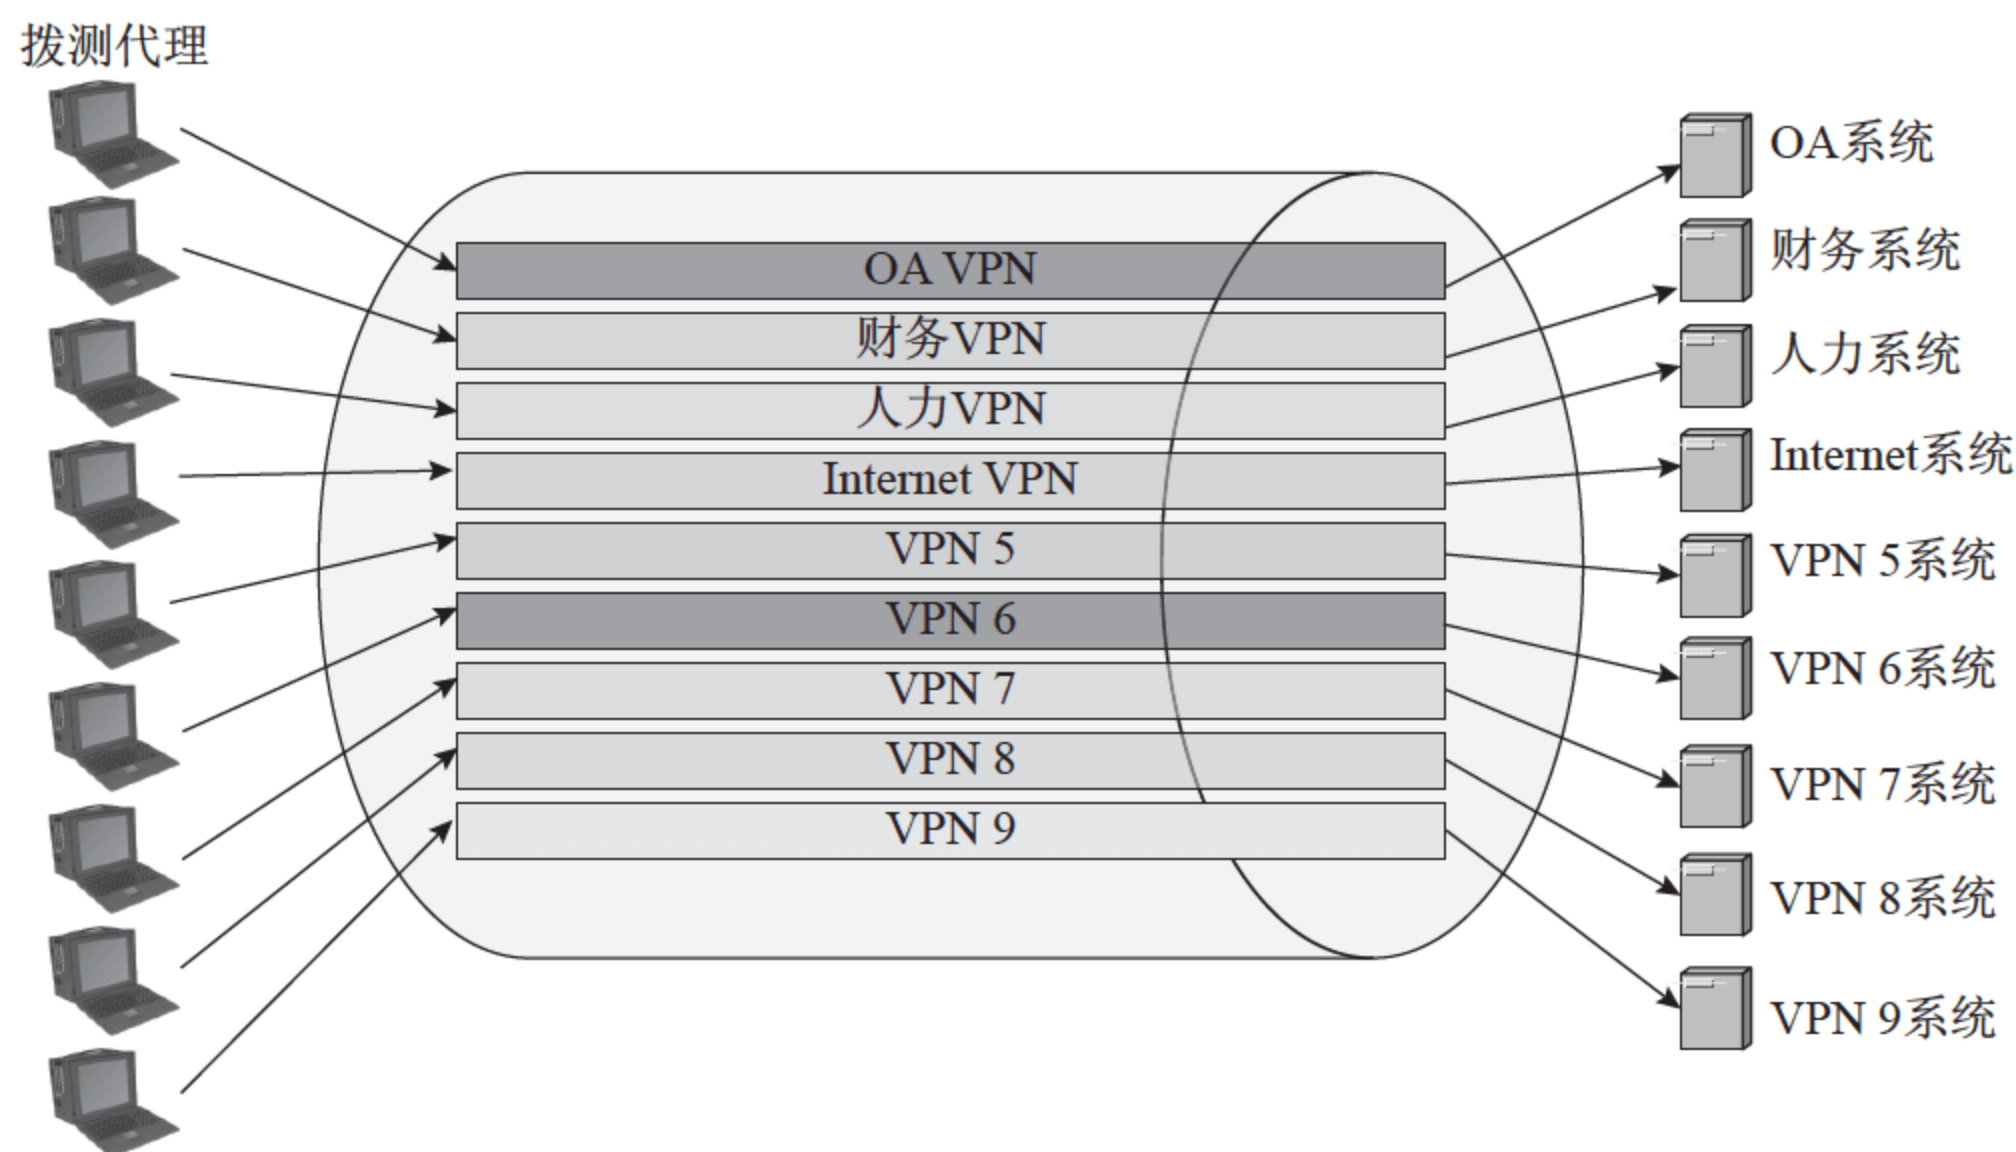 拨测代理
OA VPN
财务VPN
人力VPN
Internet VPN
VPN 5
VPN 6
VPN 7
VPN 8
VPN 9
OA系统
财务系统
人力系统
Internet系统
VPN 5系统
VPN 6系统
VPN 7系统
VPN 8系统
VPN 9系统